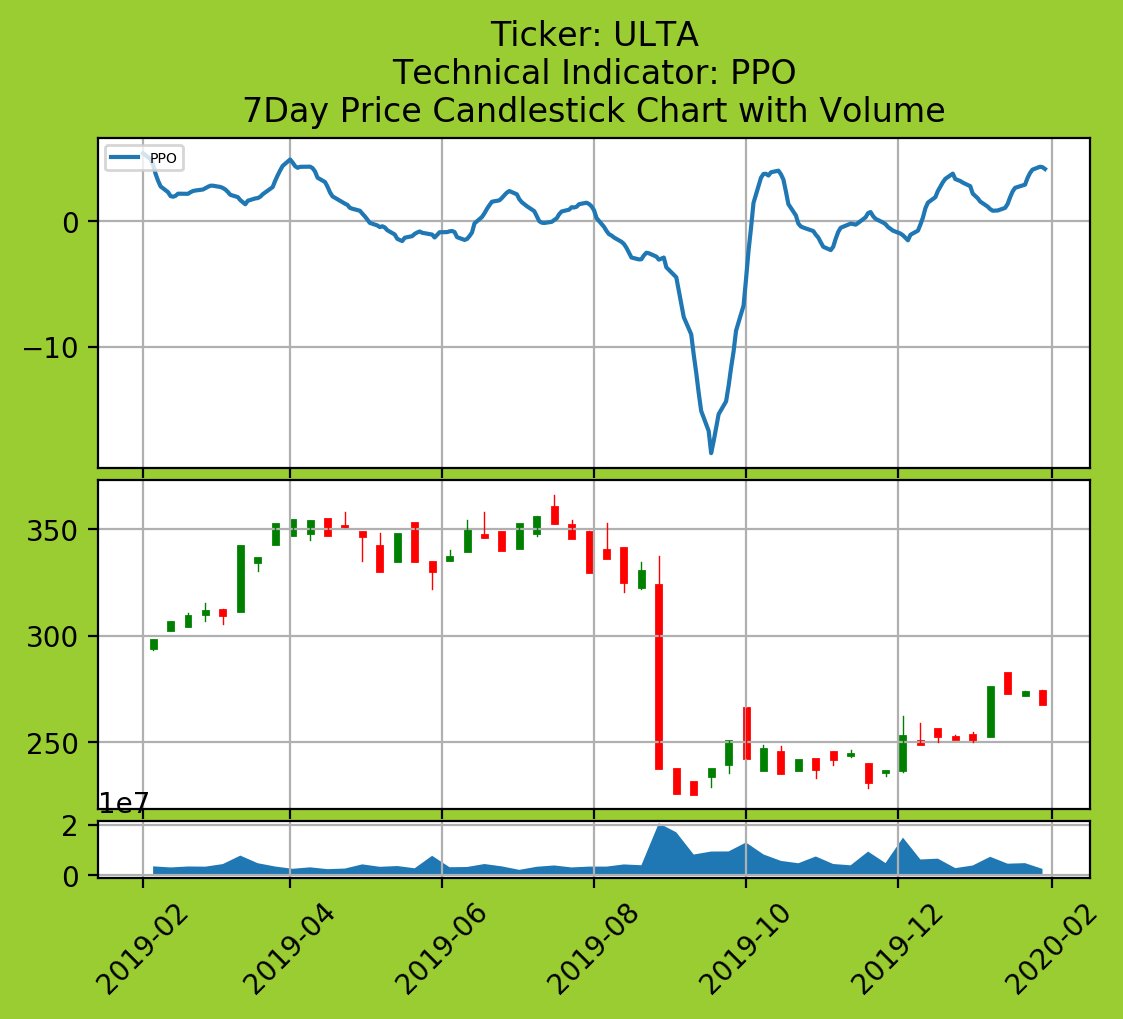 Ticker: ULTA
Technical Indicator: PPO
7Day Price Candlestick Chart with Volume
PPO
0
−10
350
300
250
1e7
2
0
2019-02
2019-04
2019-06
2019-08
2019-10
2019-12
2020-02